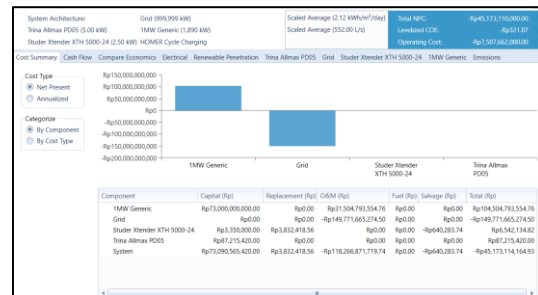 System Architecture: Grid (999,999 kW)
Trina Allmax PD05 (5.00 kW) 1MW Generic (1,890 kW)
Studer Xtender XTH 5000-24 (2.50 kW) HOMER Cycle Charging
Scaled Average (2.12 kWh/m²/day)
Scaled Average (552.00 L/s)
Total NPC: -Rp45,173,110,000.00
Levelized COE: -Rp321.07
Operating Cost: -Rp7,507,662,000.00
Cost Summary Cash Flow Compare Economics Electrical Renewable Penetration Trina Allmax PD05 Grid Studer Xtender XTH 5000-24 1MW Generic Emissions
Cost Type
Net Present
Annualized
Categorize
By Component
By Cost Type
Rp150,000,000,000
Rp100,000,000,000
Rp50,000,000,000
Rp0
-Rp50,000,000,000
-Rp100,000,000,000
-Rp150,000,000,000
-Rp200,000,000,000
1MW Generic Grid Studer Xtender XTH 5000-24 Trina Allmax PD05
Component Capital (Rp) Replacement (Rp) O&M (Rp) Fuel (Rp) Salvage (Rp) Total (Rp)
1MW Generic Rp73,000,000,000.00 Rp0.00 Rp31,504,793,554.76 Rp0.00 Rp0.00 Rp104,504,793,554.76
Grid Rp0.00 Rp0.00 -Rp149,771,665,274.50 Rp0.00 Rp0.00 -Rp149,771,665,274.50
Studer Xtender XTH 5000-24 Rp3,350,000.00 Rp3,832,418.56 Rp0.00 Rp0.00 -Rp640,283.74 Rp6,542,134.82
Trina Allmax PD05 Rp87,215,420.00 Rp0.00 Rp0.00 Rp0.00 Rp0.00 Rp87,215,420.00
System Rp73,090,565,420.00 Rp3,832,418.56 -Rp118,266,871,719.74 Rp0.00 -Rp640,283.74 -Rp45,173,114,164.93